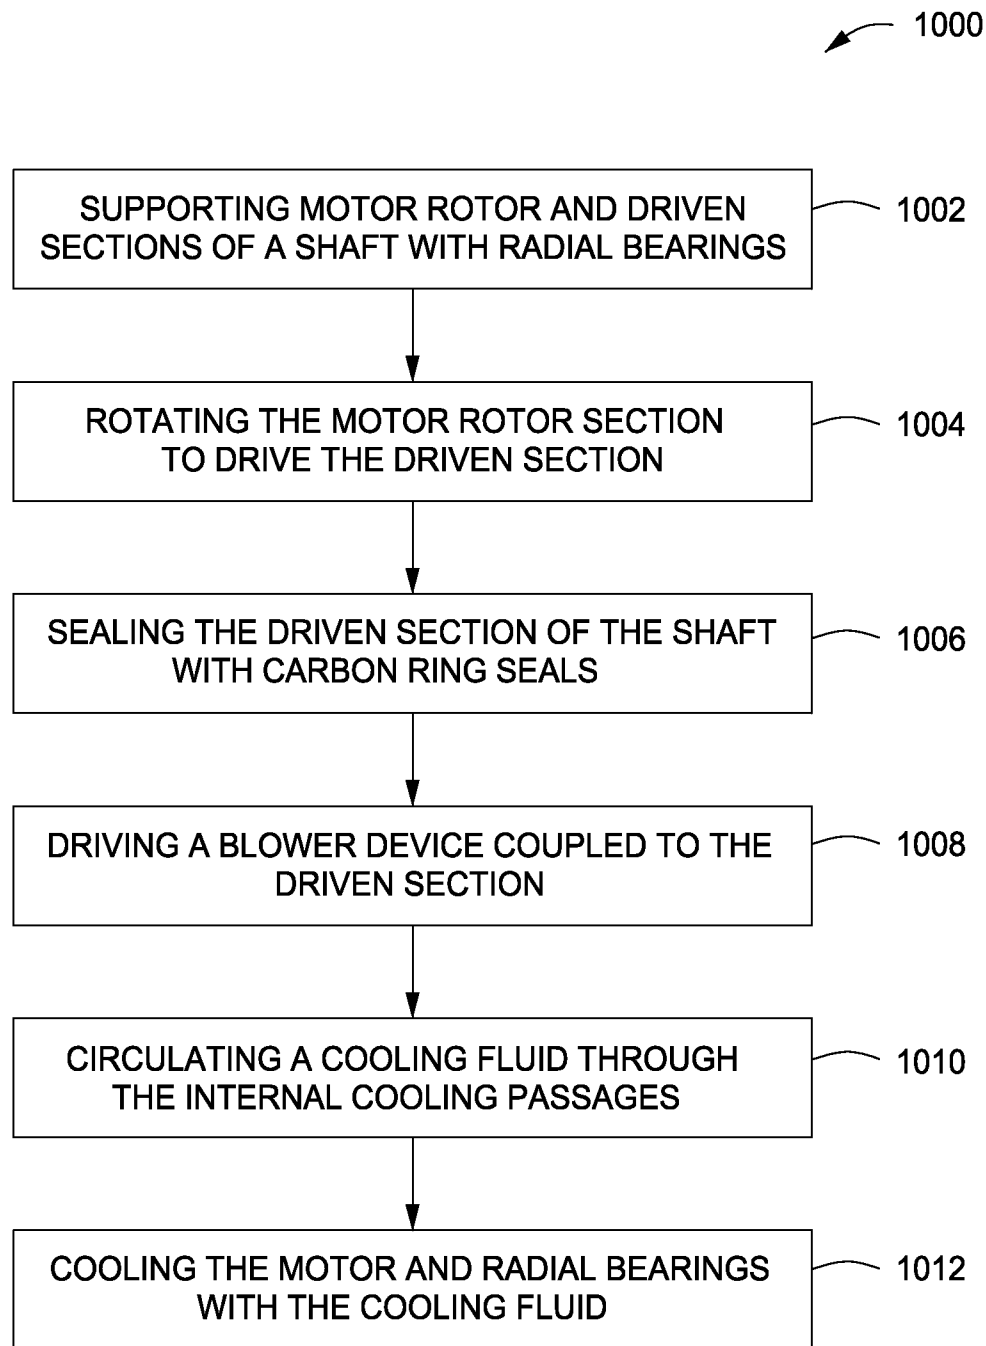 1000
SUPPORTING MOTOR ROTOR AND DRIVEN
SECTIONS OF A SHAFT WITH RADIAL BEARINGS
1002
ROTATING THE MOTOR ROTOR SECTION
TO DRIVE THE DRIVEN SECTION
1004
SEALING THE DRIVEN SECTION OF THE SHAFT
WITH CARBON RING SEALS
1006
DRIVING A BLOWER DEVICE COUPLED TO THE
DRIVEN SECTION
1008
CIRCULATING A COOLING FLUID THROUGH
THE INTERNAL COOLING PASSAGES
1010
COOLING THE MOTOR AND RADIAL BEARINGS
WITH THE COOLING FLUID
1012